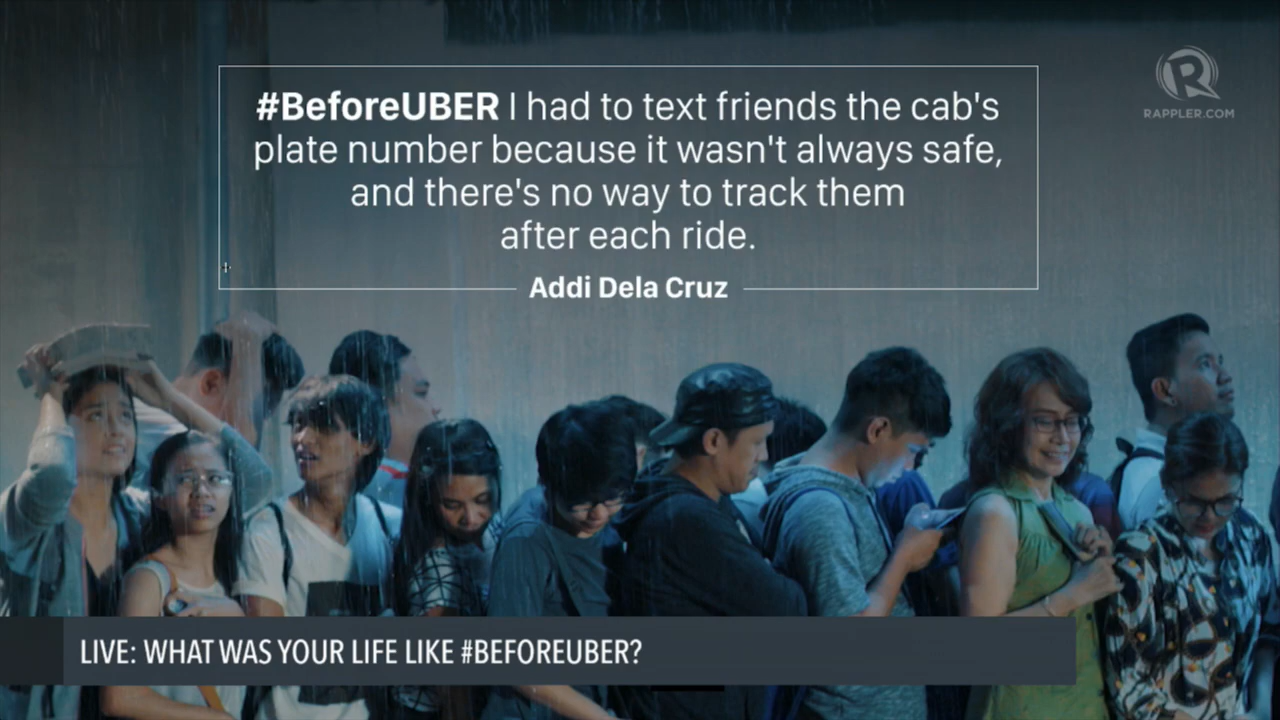 #BeforeUBER I had to text friends the cab's
plate number because it wasn't always safe,
and there's no way to track them
after each ride.
Addi Dela Cruz
R
RAPPLER.COM
LIVE: WHAT WAS YOUR LIFE LIKE #BEFOREUBER?